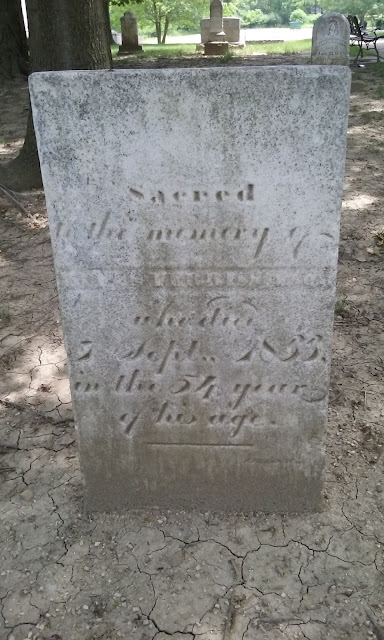 Sacred
to the memory of
who died
5 Sept., 1833.
in the 54 year
of his age.